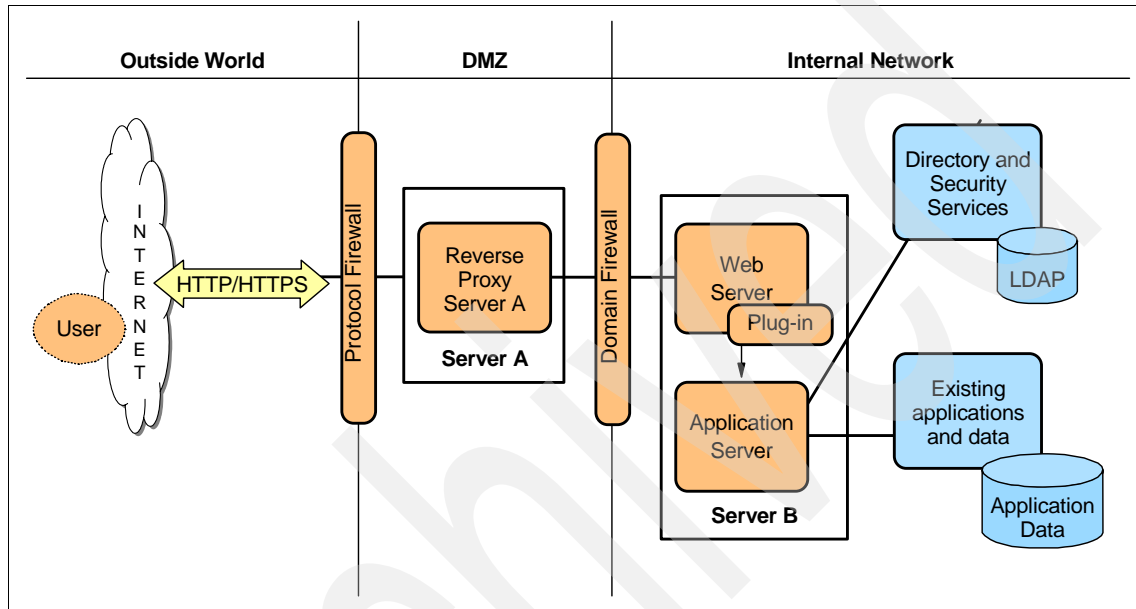 Outside World
DMZ
Internal Network
INTERNET
User
HTTP/HTTPS
Protocol Firewall
Reverse
Proxy
Server A
Server A
Domain Firewall
Web
Server
Plug-in
Application
Server
Server B
Directory and
Security
Services
LDAP
Existing
applications
and data
Application
Data